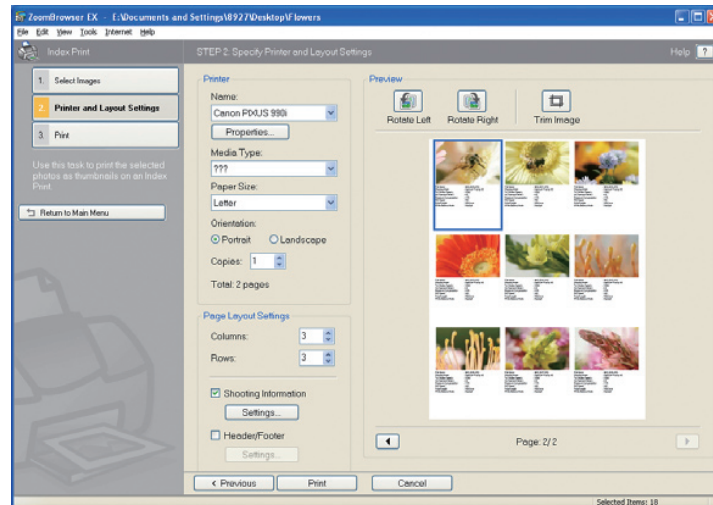 ZoomBrowser EX - E:\Documents and Settings\8927\Desktop\Flowers
File Edit View Tools Internet Help
Index Print
STEP 2: Specify Printer and Layout Settings
Help ?
1. Select Images
2. Printer and Layout Settings
3. Print
Use this task to print the selected
photos as thumbnails on an Index
Print.
Return to Main Menu
Printer
Name:
Canon PIXUS 990i
Properties...
Media Type:
???
Paper Size:
Letter
Orientation:
Portrait Landscape
Copies: 1
Total: 2 pages
Page Layout Settings
Columns: 3
Rows: 3
Shooting Information
Settings...
Header/Footer
Settings...
Preview
Rotate Left Rotate Right Trim Image
Page: 2/2
< Previous Print Cancel
Selected Items: 18